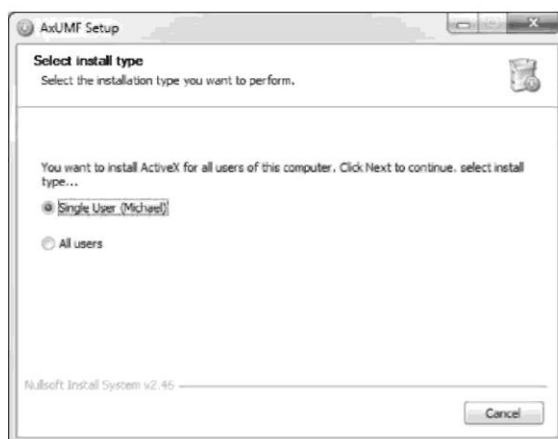 AxUMF Setup
Select install type
Select the installation type you want to perform.
You want to install ActiveX for all users of this computer. Click Next to continue. select install
type...
Single User (Michael)
All users
Nullsoft Install System v2.46
Cancel